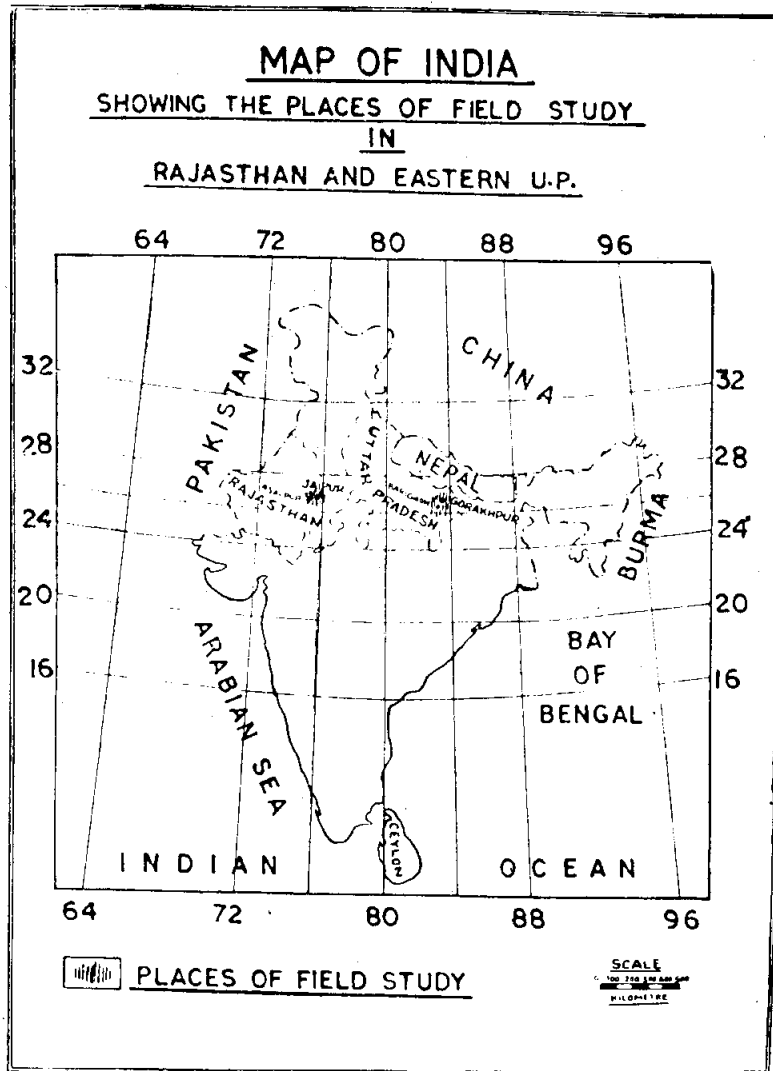 MAP OF INDIA
SHOWING THE PLACES OF FIELD STUDY
IN
RAJASTHAN AND EASTERN U.P.
64 72 80 88 96
CHINA
PAKISTAN
32 32
UTTAR PRADESH
NEPAL
28 28
JAIPUR
RAJASTHAN
GORAKHPUR
24 24
BURMA
20 20
ARABIAN SEA
BAY
OF
BENGAL
16 16
CEYLON
INDIAN OCEAN
64 72 80 88 96
PLACES OF FIELD STUDY
SCALE
KILOMETRE